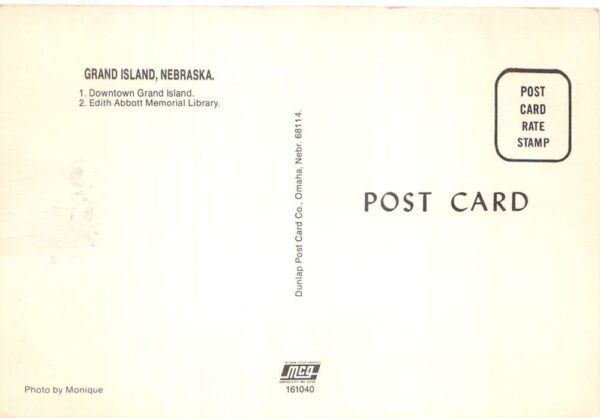 GRAND ISLAND, NEBRASKA.
1. Downtown Grand Island.
2. Edith Abbott Memorial Library.
Photo by Monique
Dunlap Post Card Co., Omaha, Nebr. 68114.
mcg
161040
POST
CARD
RATE
STAMP
POST CARD